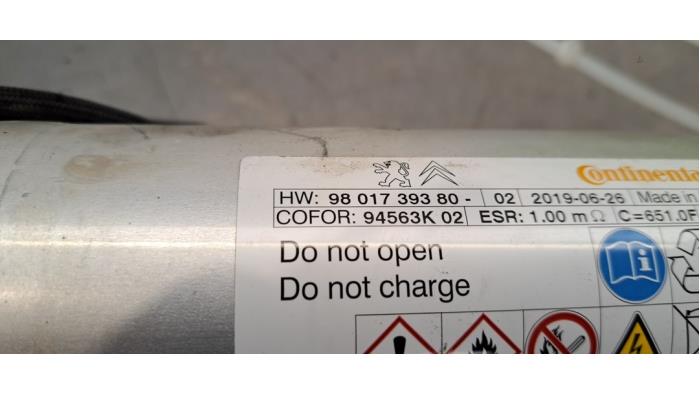 Continental
HW: 98 017 393 80 - 02 2019-06-26 Made in
COFOR: 94563K 02 ESR: 1.00 mΩ C=651.0F
Do not open
Do not charge